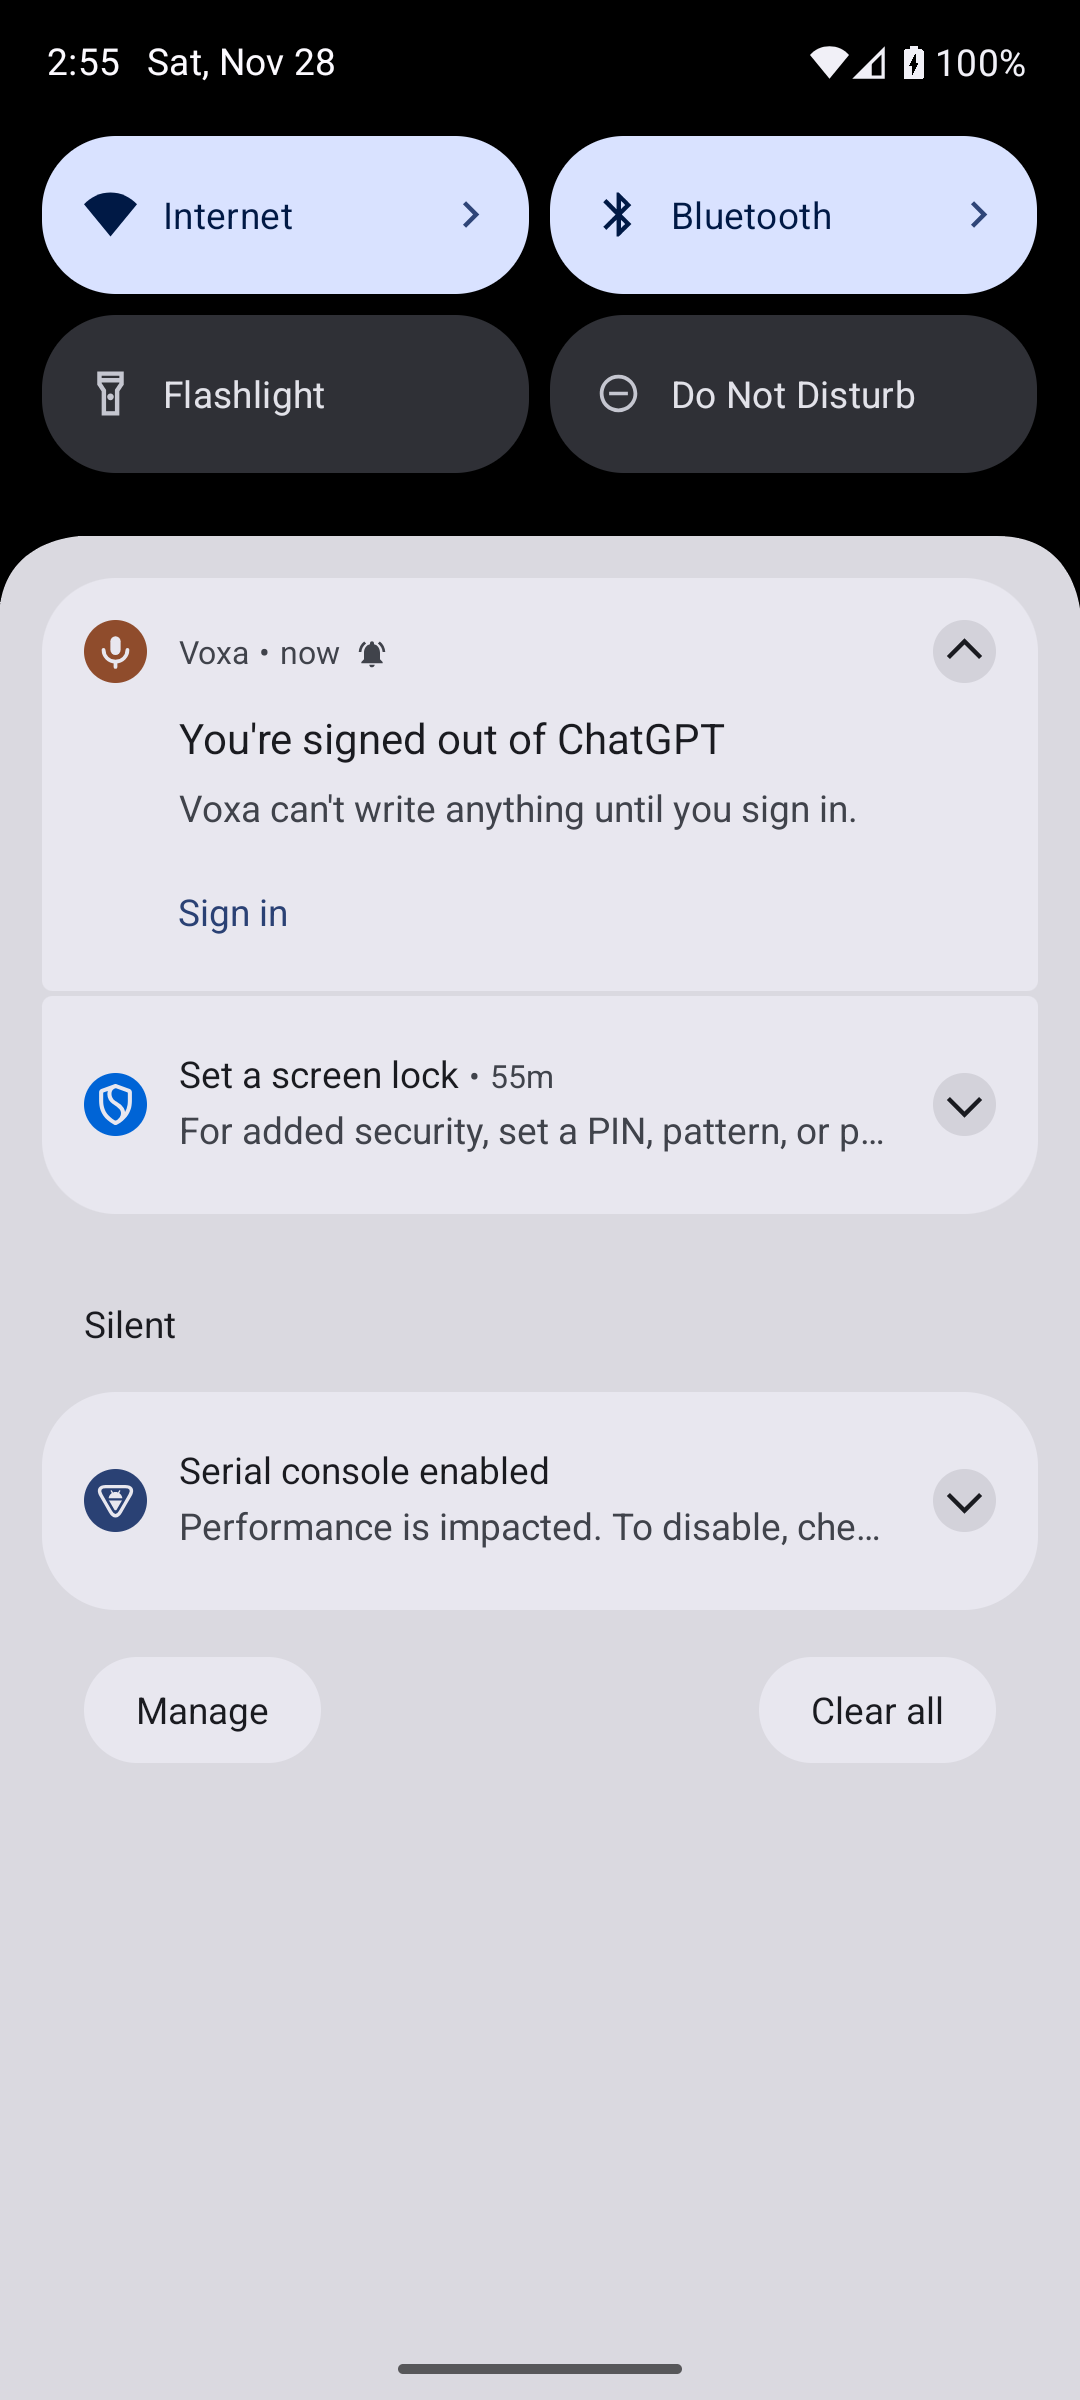 2:55 Sat, Nov 28 100%
Internet
Bluetooth
Flashlight
Do Not Disturb
Voxa • now
You're signed out of ChatGPT
Voxa can't write anything until you sign in.
Sign in
Set a screen lock • 55m
For added security, set a PIN, pattern, or p…
Silent
Serial console enabled
Performance is impacted. To disable, che…
Manage
Clear all